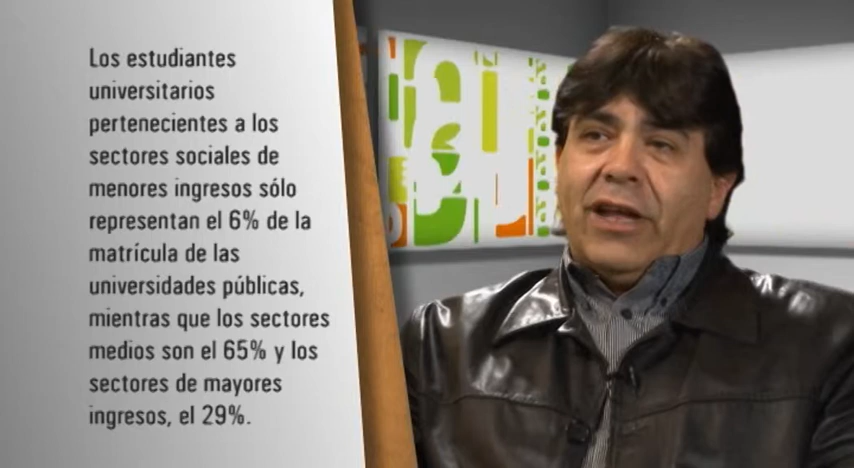 Los estudiantes
universitarios
pertenecientes a los
sectores sociales de
menores ingresos sólo
representan el 6% de la
matrícula de las
universidades públicas,
mientras que los sectores
medios son el 65% y los
sectores de mayores
ingresos, el 29%.